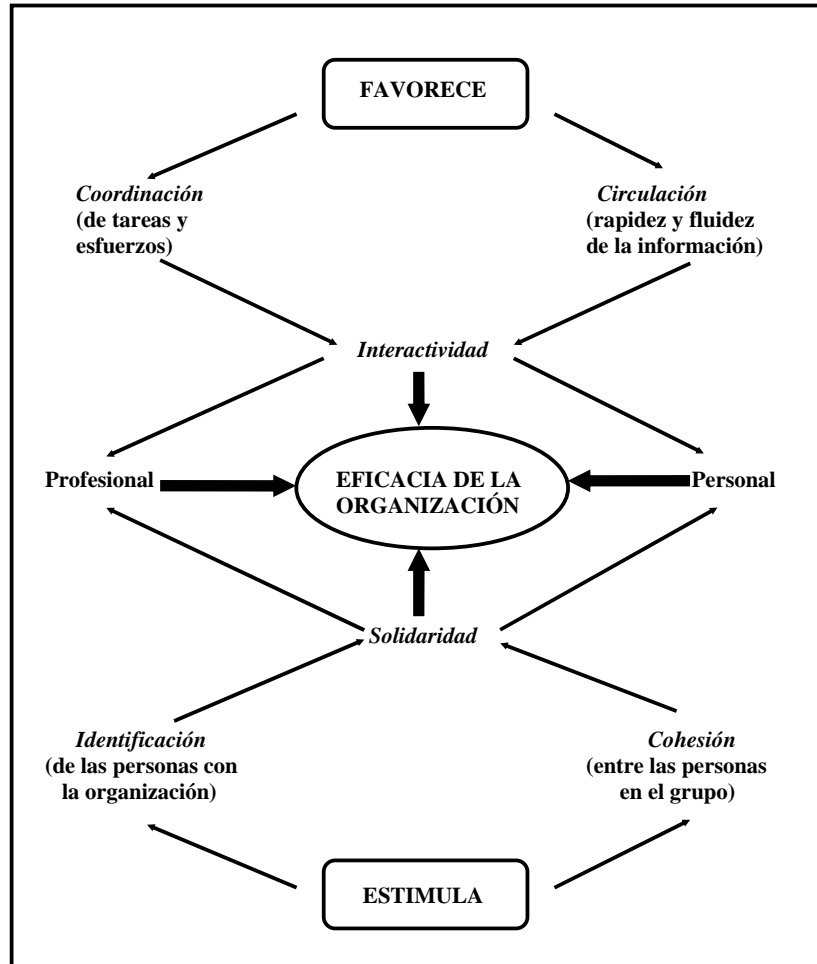 FAVORECE
Coordinación
(de tareas y
esfuerzos)
Circulación
(rapidez y fluidez
de la información)
Interactividad
Profesional
EFICACIA DE LA
ORGANIZACIÓN
Personal
Solidaridad
Identificación
(de las personas con
la organización)
Cohesión
(entre las personas
en el grupo)
ESTIMULA